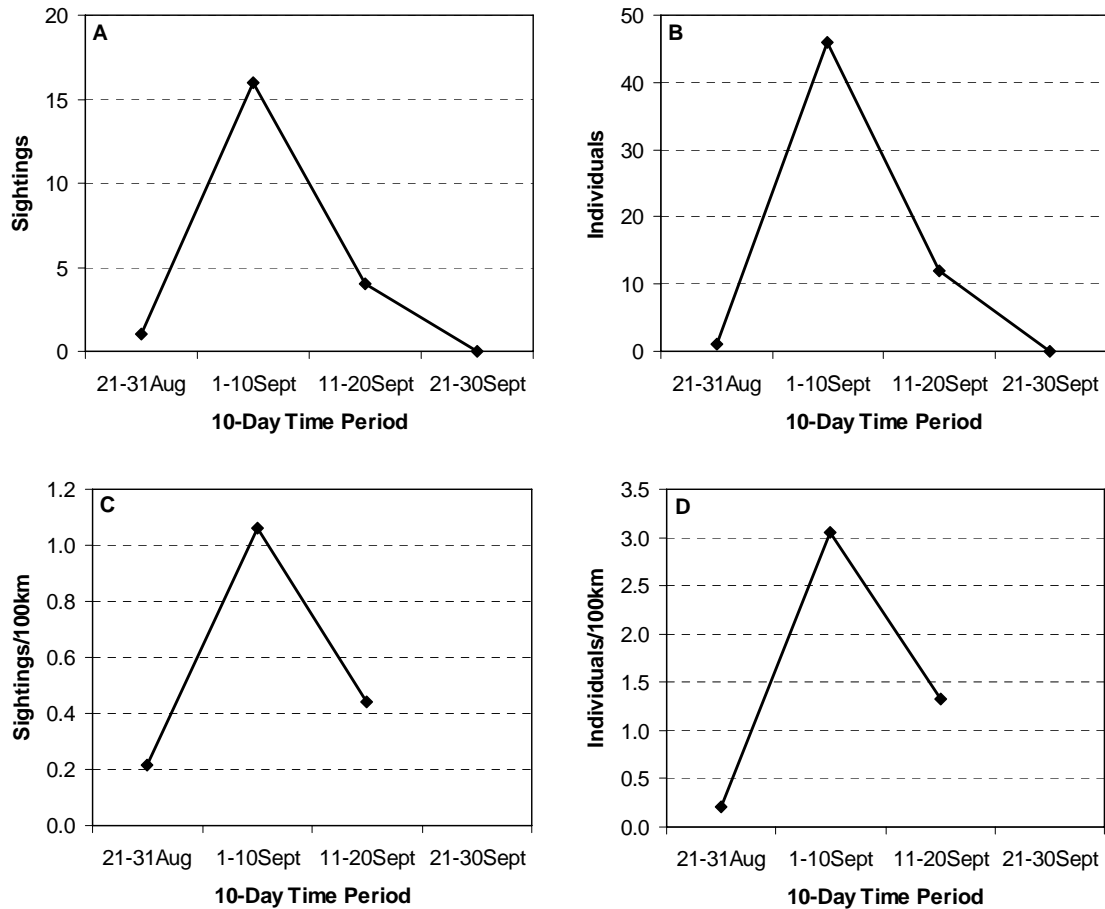 A
Sightings
20
15
10
5
0
21-31Aug 1-10Sept 11-20Sept 21-30Sept
10-Day Time Period
B
Individuals
50
40
30
20
10
0
21-31Aug 1-10Sept 11-20Sept 21-30Sept
10-Day Time Period
C
Sightings/100km
1.2
1.0
0.8
0.6
0.4
0.2
0.0
21-31Aug 1-10Sept 11-20Sept 21-30Sept
10-Day Time Period
D
Individuals/100km
3.5
3.0
2.5
2.0
1.5
1.0
0.5
0.0
21-31Aug 1-10Sept 11-20Sept 21-30Sept
10-Day Time Period